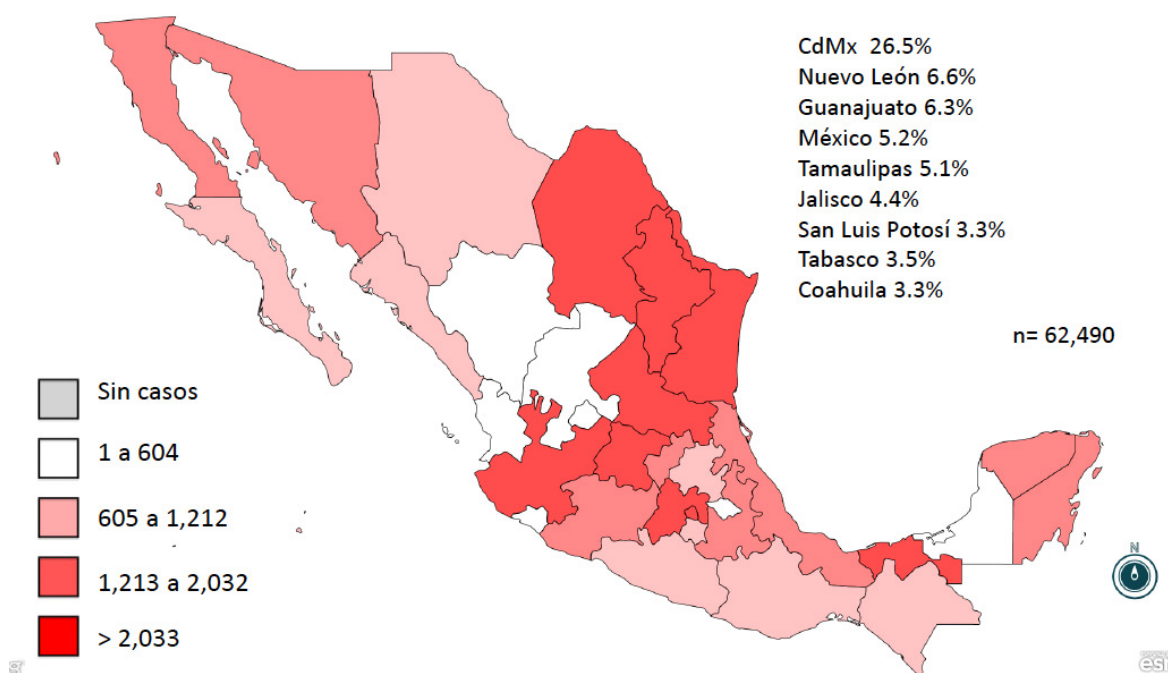 CdMx 26.5%
Nuevo León 6.6%
Guanajuato 6.3%
México 5.2%
Tamaulipas 5.1%
Jalisco 4.4%
San Luis Potosí 3.3%
Tabasco 3.5%
Coahuila 3.3%
n= 62,490
Sin casos
1 a 604
605 a 1,212
1,213 a 2,032
> 2,033
N